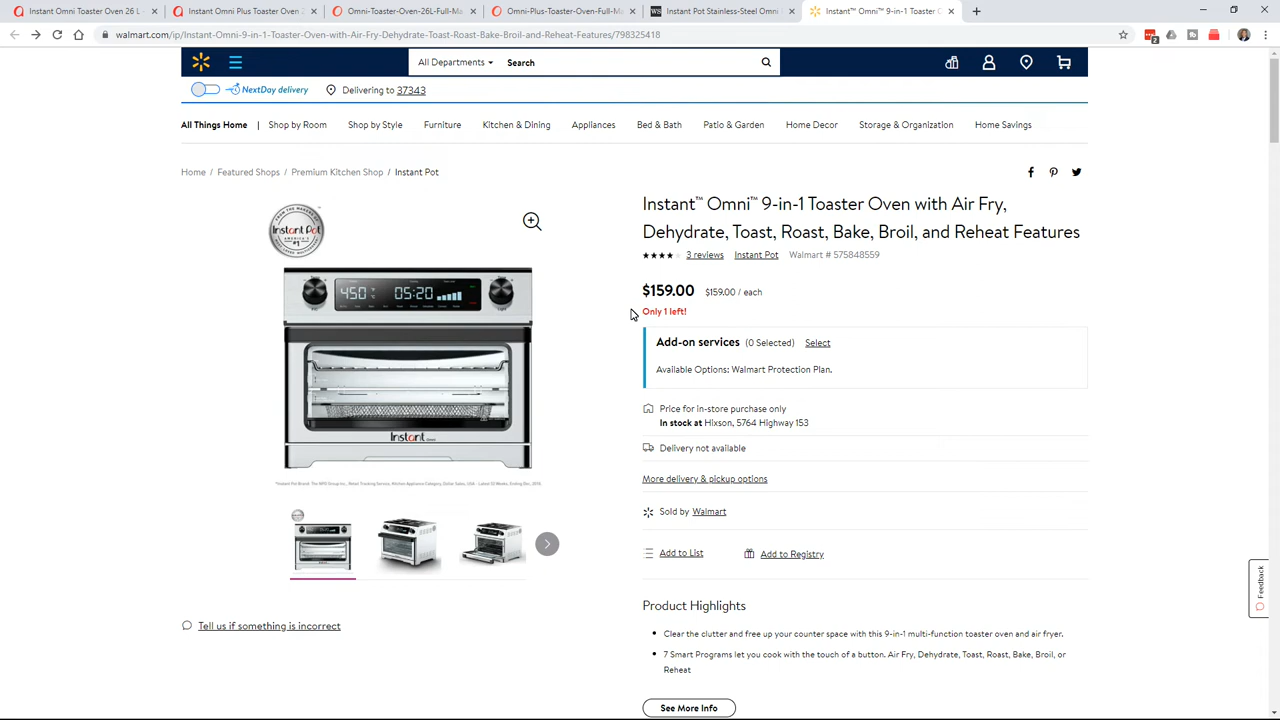 Instant Omni Toaster Oven 26 L
Instant Omni Plus Toaster Oven
Omni-Toaster-Oven-26L-Full-Ma
Omni-Plus-Toaster-Oven-Full-Ma
Instant Pot Stainless-Steel Omni
Instant™ Omni™ 9-in-1 Toaster O
walmart.com/ip/Instant-Omni-9-in-1-Toaster-Oven-with-Air-Fry-Dehydrate-Toast-Roast-Bake-Broil-and-Reheat-Features/798325418
All Departments Search
NextDay delivery Delivering to 37343
All Things Home | Shop by Room Shop by Style Furniture Kitchen & Dining Appliances Bed & Bath Patio & Garden Home Decor Storage & Organization Home Savings
Home / Featured Shops / Premium Kitchen Shop / Instant Pot
FROM THE MAKERS OF
Instant Pot
AMERICA'S
#1
450 °F 05:20
Instant
Instant™ Omni™ 9-in-1 Toaster Oven with Air Fry,
Dehydrate, Toast, Roast, Bake, Broil, and Reheat Features
3 reviews Instant Pot Walmart # 575848559
$159.00 $159.00 / each
Only 1 left!
Add-on services (0 Selected) Select
Available Options: Walmart Protection Plan.
Price for in-store purchase only
In stock at Hixson, 5764 Highway 153
Delivery not available
More delivery & pickup options
Sold by Walmart
Add to List Add to Registry
Product Highlights
Clear the clutter and free up your counter space with this 9-in-1 multi-function toaster oven and air fryer.
7 Smart Programs let you cook with the touch of a button. Air Fry, Dehydrate, Toast, Roast, Bake, Broil, or
Reheat
See More Info
Tell us if something is incorrect
Feedback